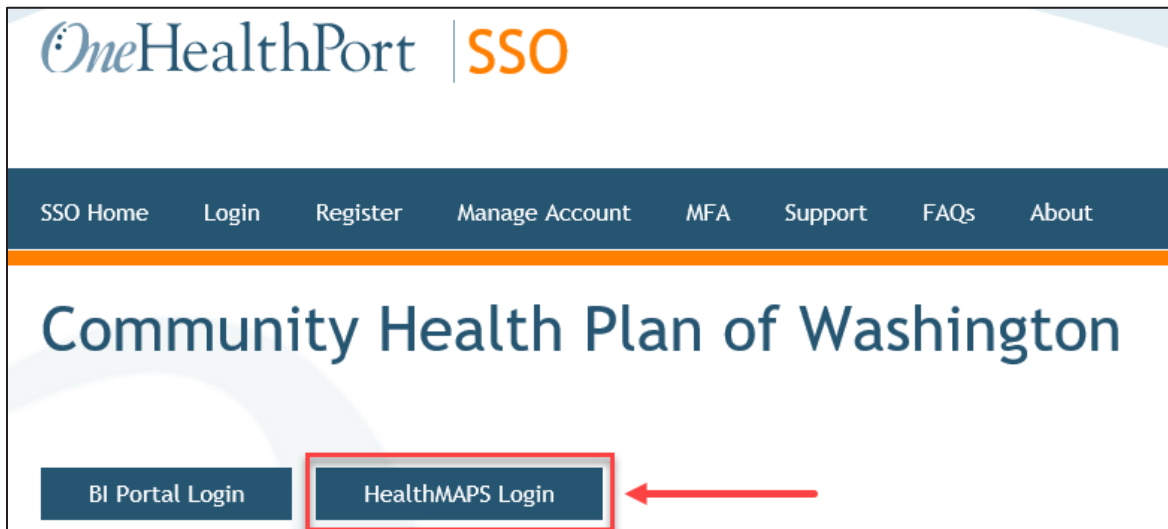 OneHealthPort SSO
SSO Home Login Register Manage Account MFA Support FAQs About
Community Health Plan of Washington
BI Portal Login HealthMAPS Login